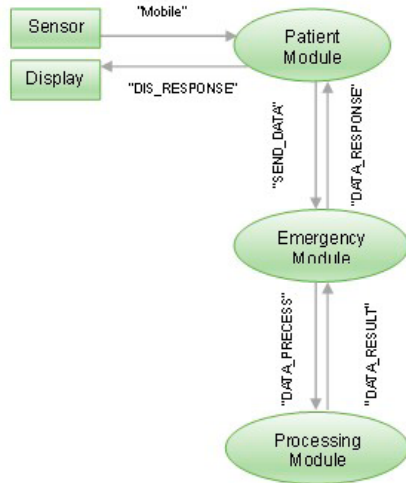 Sensor
"Mobile"
Patient
Module
Display
"DIS_RESPONSE"
"SEND_DATA"
"DATA_RESPONSE"
Emergency
Module
"DATA_PRECESS"
"DATA_RESULT"
Processing
Module